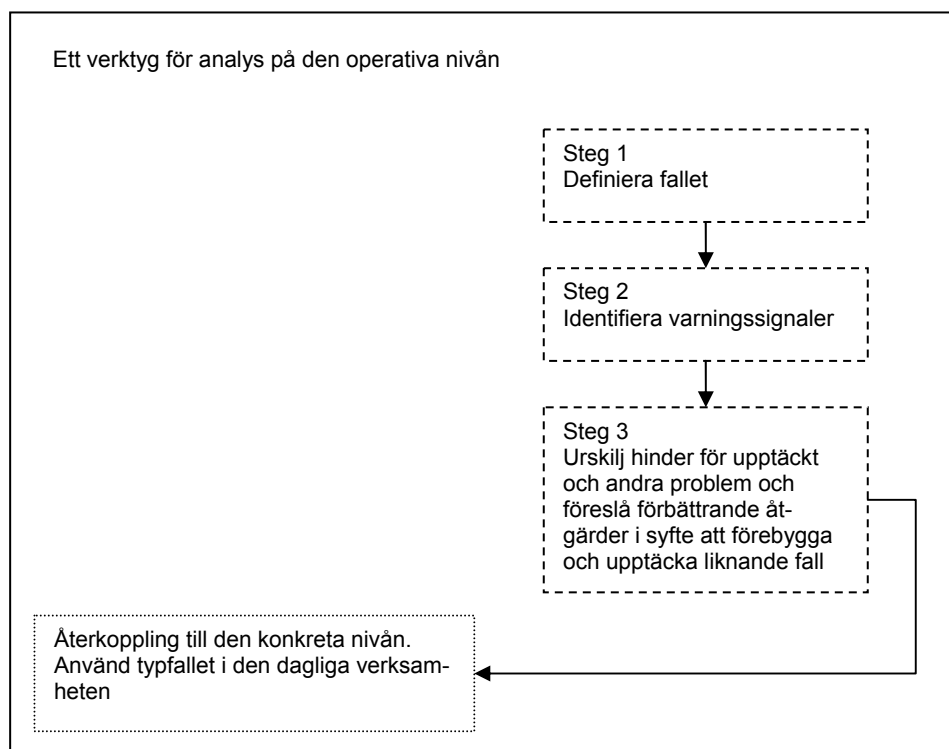 Ett verktyg för analys på den operativa nivån
Steg 1
Definiera fallet
Steg 2
Identifiera varningssignaler
Steg 3
Urskilj hinder för upptäckt
och andra problem och
föreslå förbättrande åt-
gärder i syfte att förebygga
och upptäcka liknande fall
Återkoppling till den konkreta nivån.
Använd typfallet i den dagliga verksam-
heten